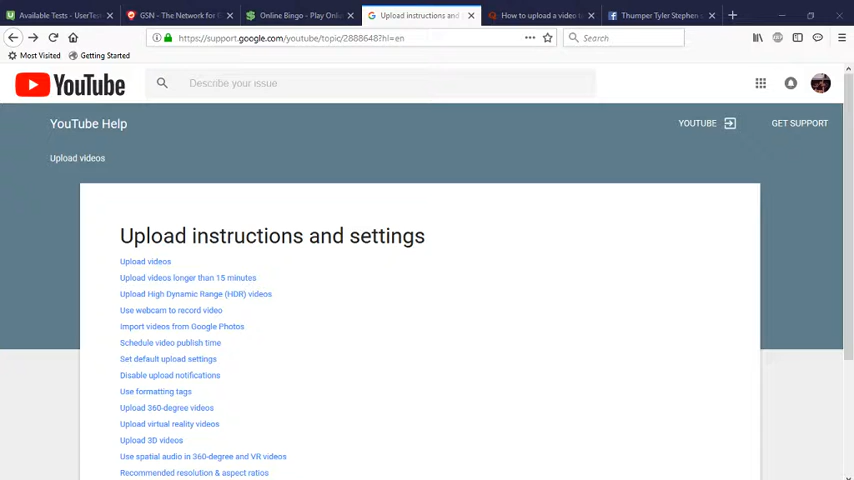 Available Tests - UserTes
GSN - The Network for
Online Bingo - Play Onlin
Upload instructions and
How to upload a video t
Thumper Tyler Stephen
https://support.google.com/youtube/topic/2888648?hl=en
Search
Most Visited
Getting Started
YouTube
Describe your issue
YouTube Help
YOUTUBE
GET SUPPORT
Upload videos
Upload instructions and settings
Upload videos
Upload videos longer than 15 minutes
Upload High Dynamic Range (HDR) videos
Use webcam to record video
Import videos from Google Photos
Schedule video publish time
Set default upload settings
Disable upload notifications
Use formatting tags
Upload 360-degree videos
Upload virtual reality videos
Upload 3D videos
Use spatial audio in 360-degree and VR videos
Recommended resolution & aspect ratios